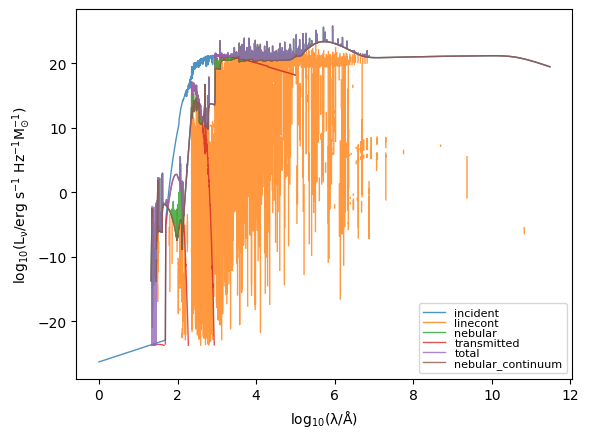 log₁₀(Lν/erg s⁻¹ Hz⁻¹M⊙⁻¹)
20
10
0
−10
−20
0 2 4 6 8 10 12
log₁₀(λ/Å)
incident
linecont
nebular
transmitted
total
nebular_continuum